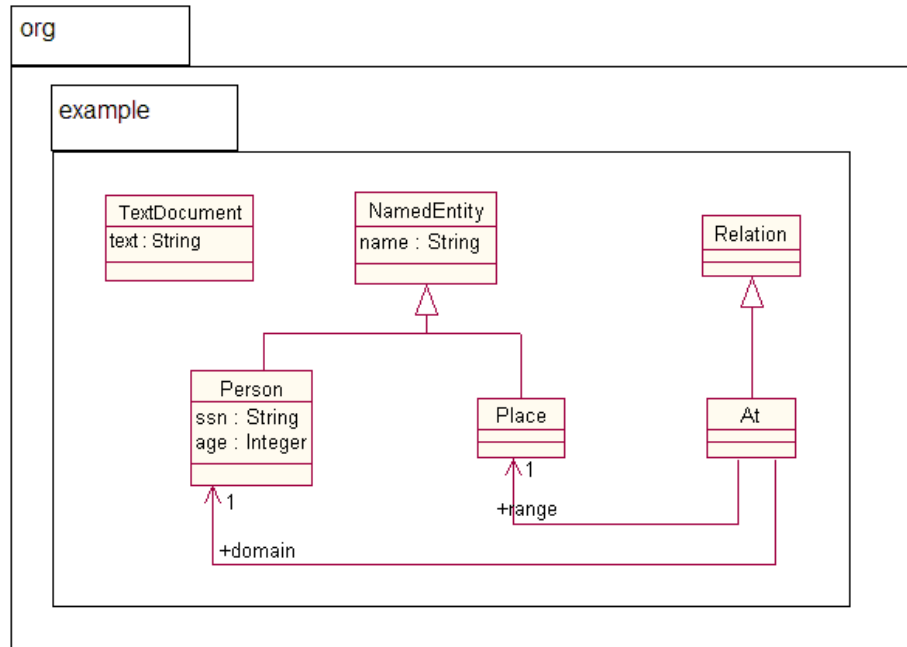 org
example
TextDocument
text : String
NamedEntity
name : String
Relation
Person
ssn : String
age : Integer
Place
At
1
1
+range
+domain